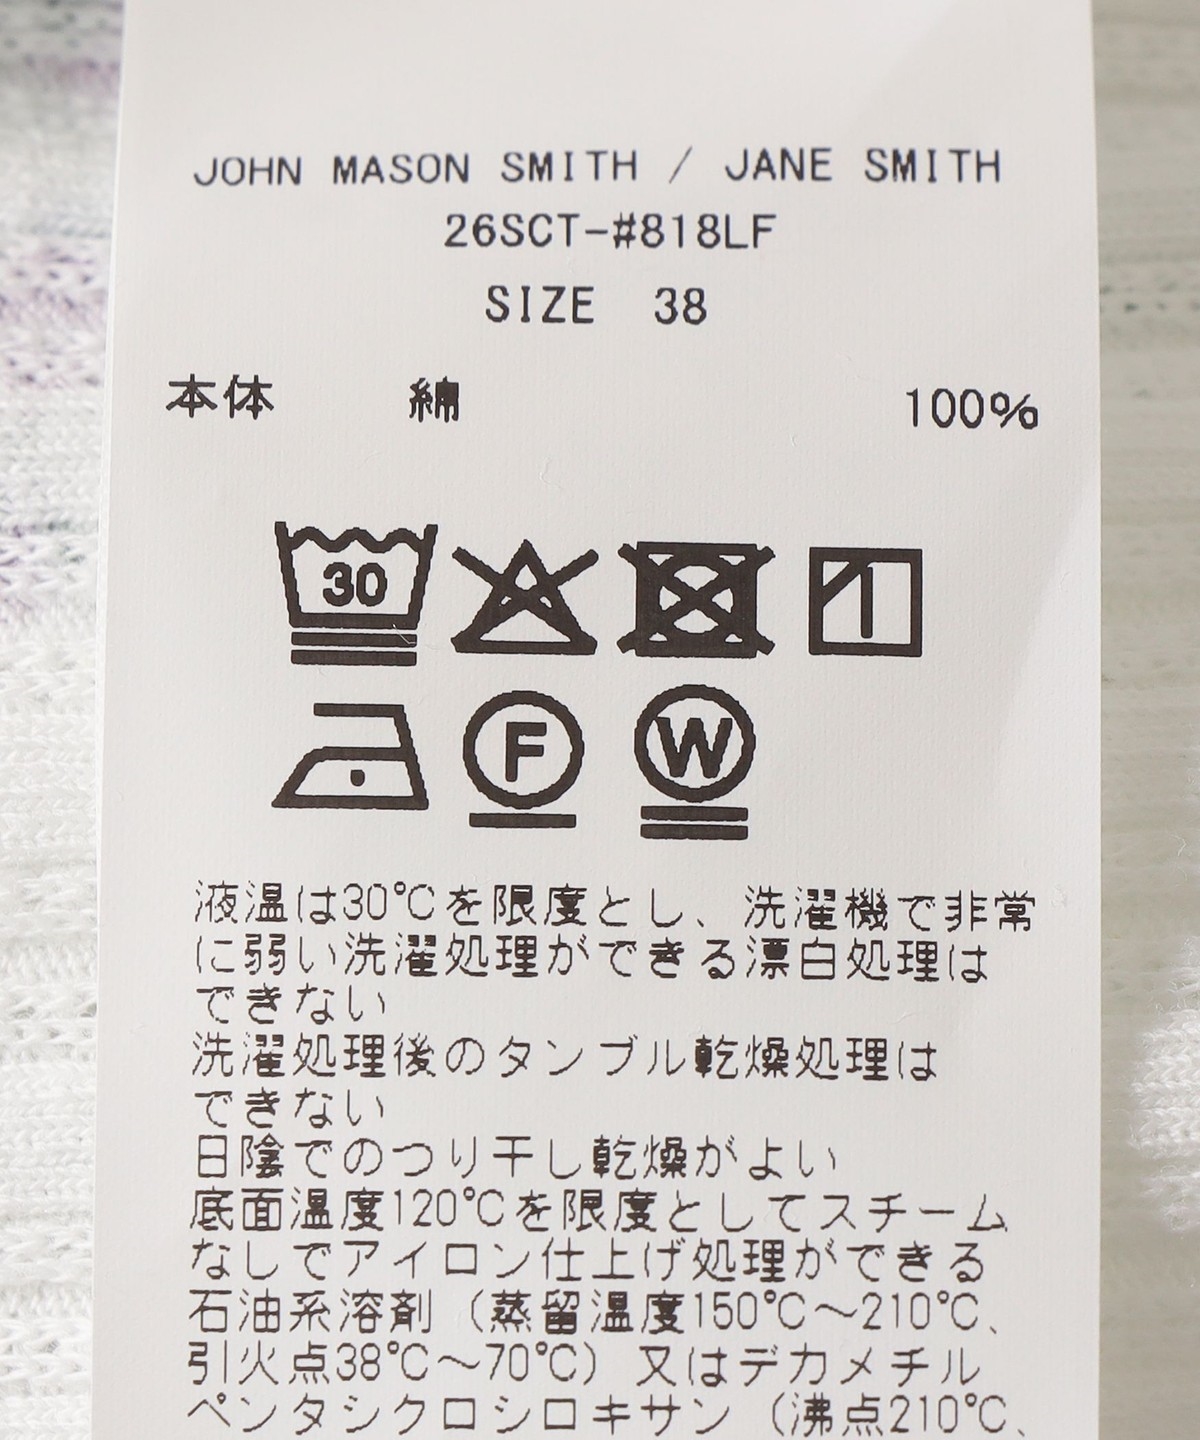 JOHN MASON SMITH / JANE SMITH
26SCT-#818LF
SIZE 38
本体 綿 100%
30
F W
液温は30℃を限度とし、洗濯機で非常
に弱い洗濯処理ができる漂白処理は
できない
洗濯処理後のタンブル乾燥処理は
できない
日陰でのつり干し乾燥がよい
底面温度120℃を限度としてスチーム
なしでアイロン仕上げ処理ができる
石油系溶剤（蒸留温度150℃～210℃、
引火点38℃～70℃）又はデカメチル
ペンタシクロシロキサン（沸点210℃、